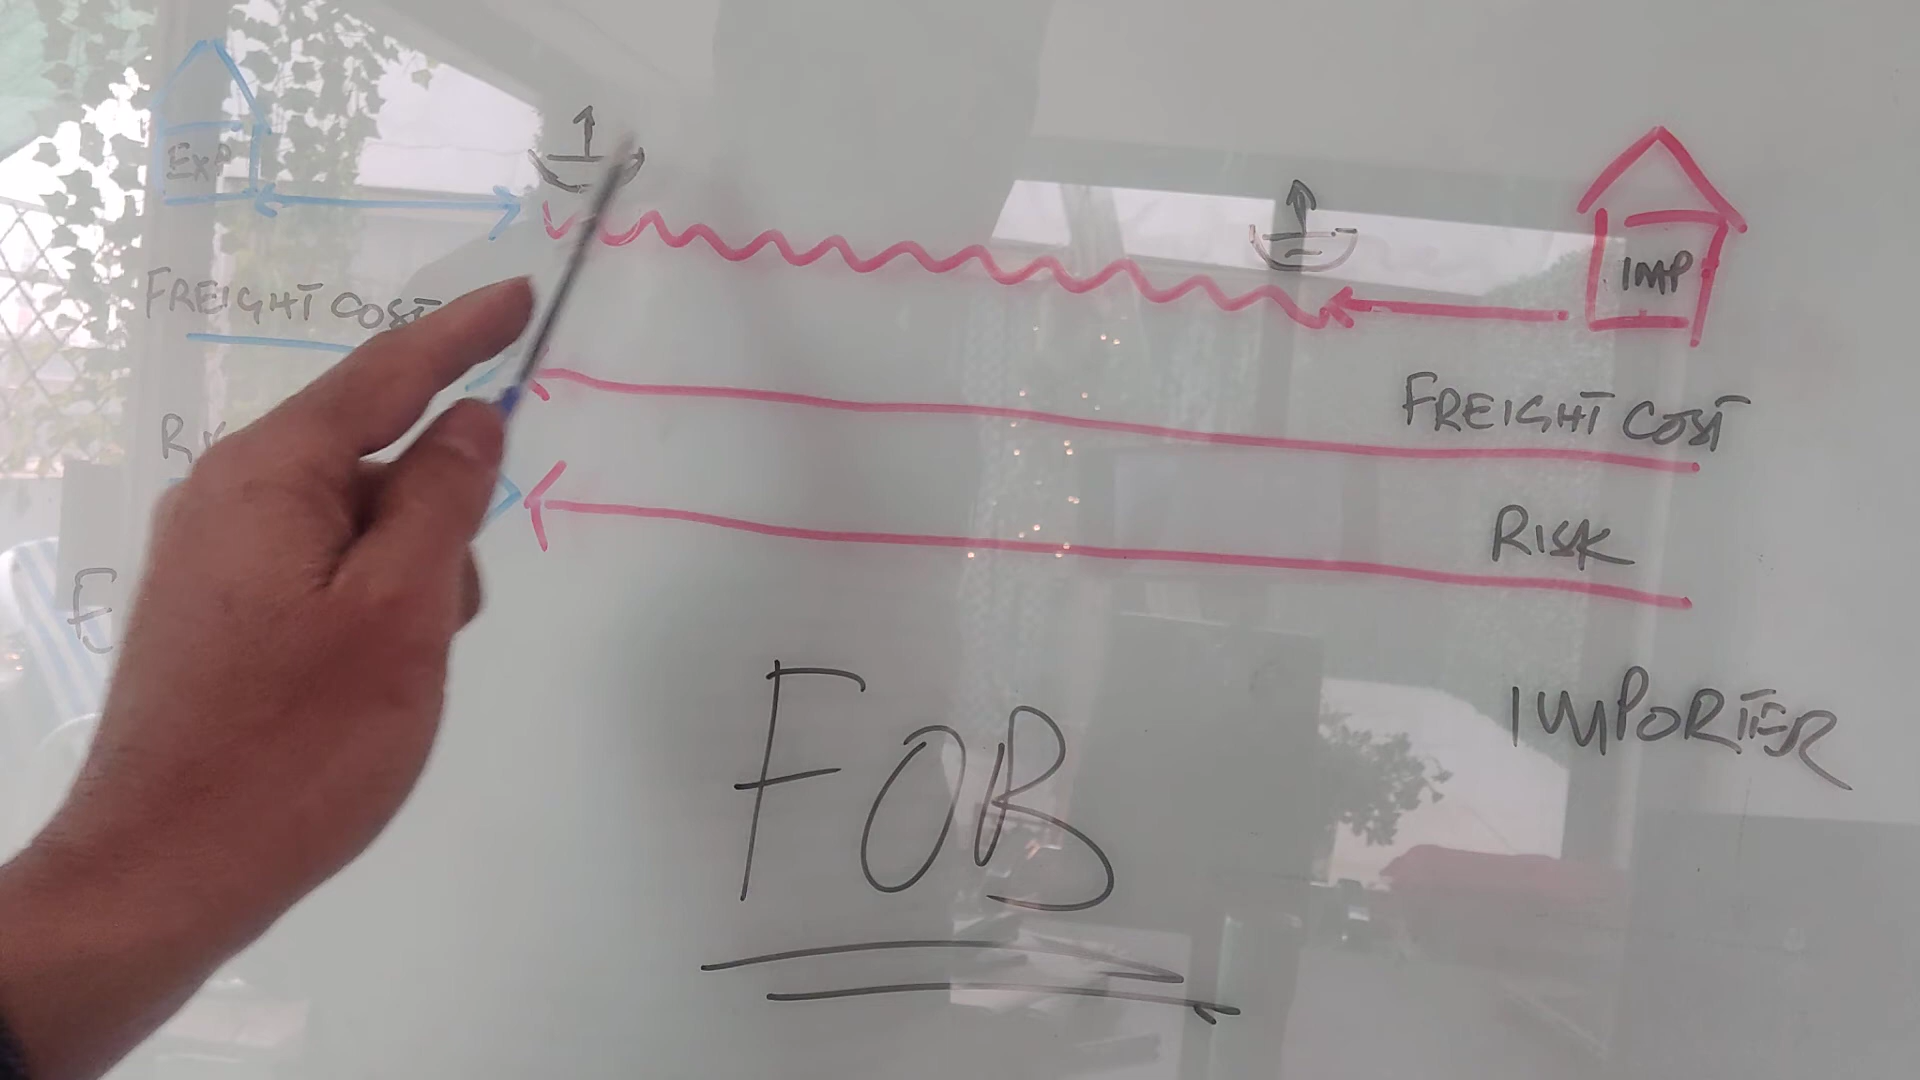 EXP
IMP
FREIGHT COST
FREIGHT COST
RISK
IMPORTER
FOB